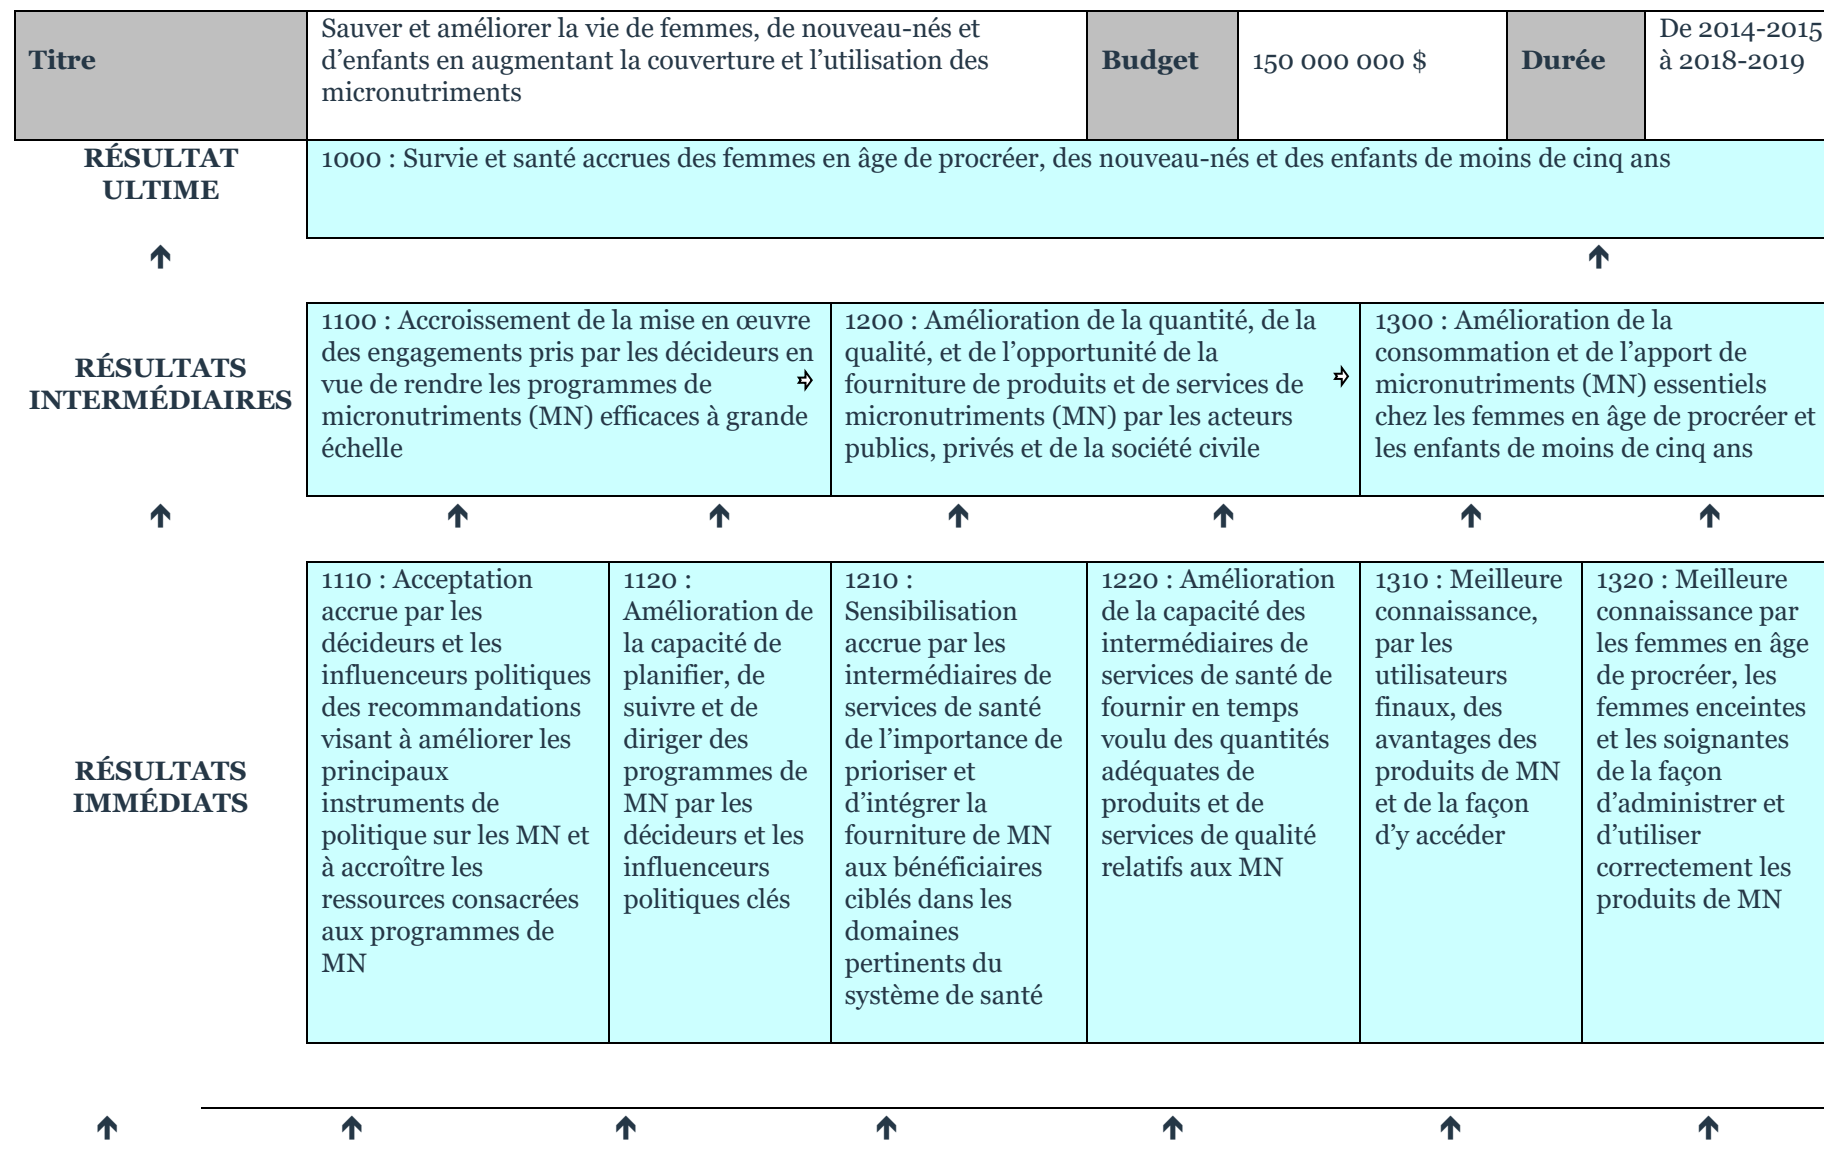 Titre
Sauver et améliorer la vie de femmes, de nouveau-nés et
d’enfants en augmentant la couverture et l’utilisation des
micronutriments
Budget
150 000 000 $
Durée
De 2014-2015
à 2018-2019
RÉSULTAT
ULTIME
1000 : Survie et santé accrues des femmes en âge de procréer, des nouveau-nés et des enfants de moins de cinq ans
RÉSULTATS
INTERMÉDIAIRES
1100 : Accroissement de la mise en œuvre
des engagements pris par les décideurs en
vue de rendre les programmes de
micronutriments (MN) efficaces à grande
échelle
1200 : Amélioration de la quantité, de la
qualité, et de l’opportunité de la
fourniture de produits et de services de
micronutriments (MN) par les acteurs
publics, privés et de la société civile
1300 : Amélioration de la
consommation et de l’apport de
micronutriments (MN) essentiels
chez les femmes en âge de procréer et
les enfants de moins de cinq ans
RÉSULTATS
IMMÉDIATS
1110 : Acceptation
accrue par les
décideurs et les
influenceurs politiques
des recommandations
visant à améliorer les
principaux
instruments de
politique sur les MN et
à accroître les
ressources consacrées
aux programmes de
MN
1120 :
Amélioration de
la capacité de
planifier, de
suivre et de
diriger des
programmes de
MN par les
décideurs et les
influenceurs
politiques clés
1210 :
Sensibilisation
accrue par les
intermédiaires de
services de santé
de l’importance de
prioriser et
d’intégrer la
fourniture de MN
aux bénéficiaires
ciblés dans les
domaines
pertinents du
système de santé
1220 : Amélioration
de la capacité des
intermédiaires de
services de santé de
fournir en temps
voulu des quantités
adéquates de
produits et de
services de qualité
relatifs aux MN
1310 : Meilleure
connaissance,
par les
utilisateurs
finaux, des
avantages des
produits de MN
et de la façon
d’y accéder
1320 : Meilleure
connaissance par
les femmes en âge
de procréer, les
femmes enceintes
et les soignantes
de la façon
d’administrer et
d’utiliser
correctement les
produits de MN